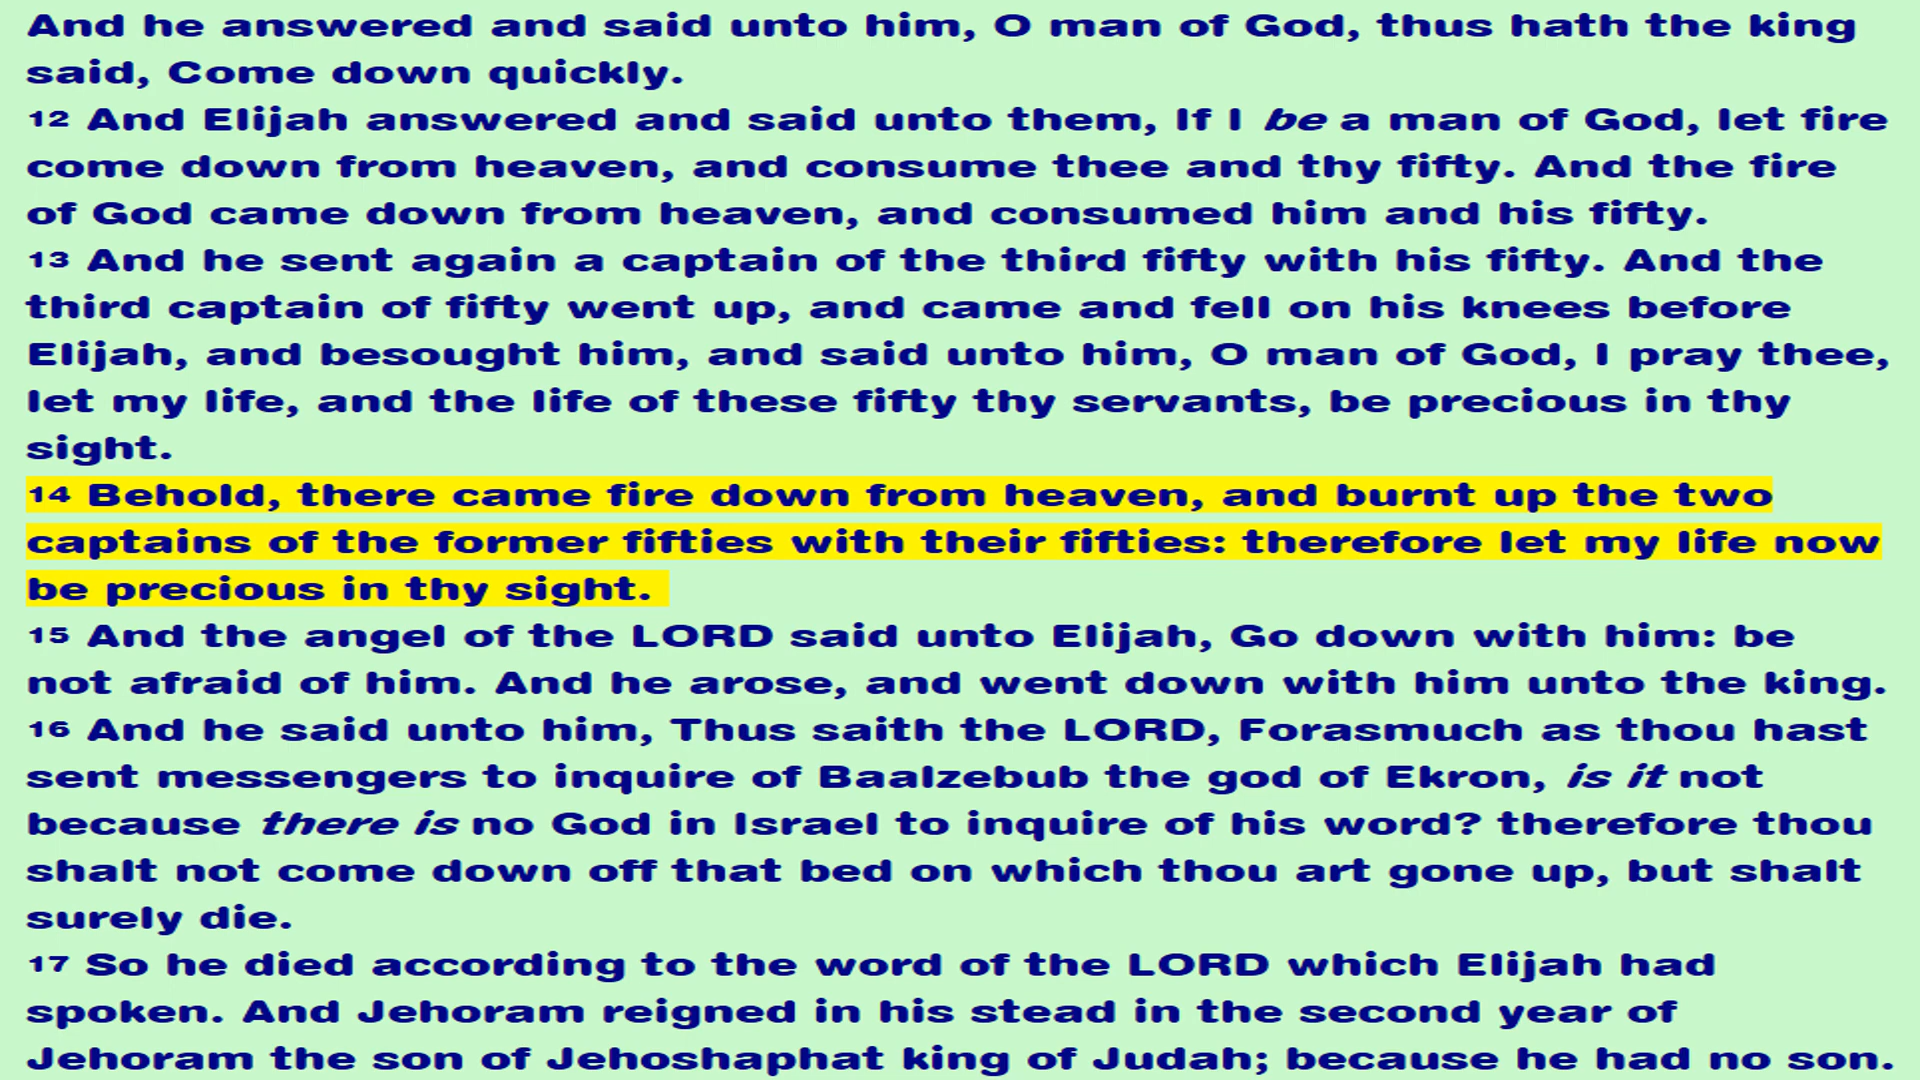 And he answered and said unto him, O man of God, thus hath the king
said, Come down quickly.
12 And Elijah answered and said unto them, If I be a man of God, let fire
come down from heaven, and consume thee and thy fifty. And the fire
of God came down from heaven, and consumed him and his fifty.
13 And he sent again a captain of the third fifty with his fifty. And the
third captain of fifty went up, and came and fell on his knees before
Elijah, and besought him, and said unto him, O man of God, I pray thee,
let my life, and the life of these fifty thy servants, be precious in thy
sight.
14 Behold, there came fire down from heaven, and burnt up the two
captains of the former fifties with their fifties: therefore let my life now
be precious in thy sight.
15 And the angel of the LORD said unto Elijah, Go down with him: be
not afraid of him. And he arose, and went down with him unto the king.
16 And he said unto him, Thus saith the LORD, Forasmuch as thou hast
sent messengers to inquire of Baalzebub the god of Ekron, is it not
because there is no God in Israel to inquire of his word? therefore thou
shalt not come down off that bed on which thou art gone up, but shalt
surely die.
17 So he died according to the word of the LORD which Elijah had
spoken. And Jehoram reigned in his stead in the second year of
Jehoram the son of Jehoshaphat king of Judah; because he had no son.